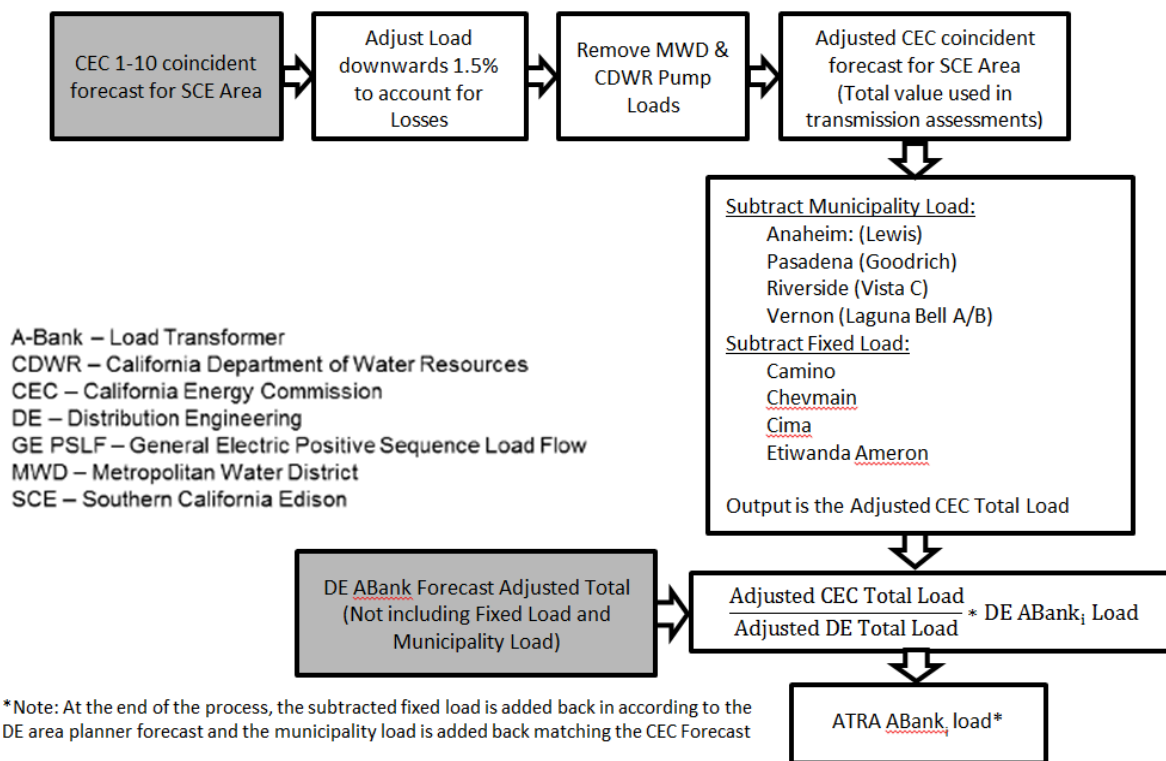 CEC 1-10 coincident
forecast for SCE Area
Adjust Load
downwards 1.5%
to account for
Losses
Remove MWD &
CDWR Pump
Loads
Adjusted CEC coincident
forecast for SCE Area
(Total value used in
transmission assessments)
Subtract Municipality Load:
Anaheim: (Lewis)
Pasadena (Goodrich)
Riverside (Vista C)
Vernon (Laguna Bell A/B)
Subtract Fixed Load:
Camino
Chevmain
Cima
Etiwanda Ameron
Output is the Adjusted CEC Total Load
A-Bank – Load Transformer
CDWR – California Department of Water Resources
CEC – California Energy Commission
DE – Distribution Engineering
GE PSLF – General Electric Positive Sequence Load Flow
MWD – Metropolitan Water District
SCE – Southern California Edison
DE ABank Forecast Adjusted Total
(Not including Fixed Load and
Municipality Load)
Adjusted CEC Total Load
Adjusted DE Total Load
* DE ABankᵢ Load
ATRA ABankᵢ load*
*Note: At the end of the process, the subtracted fixed load is added back in according to the
DE area planner forecast and the municipality load is added back matching the CEC Forecast